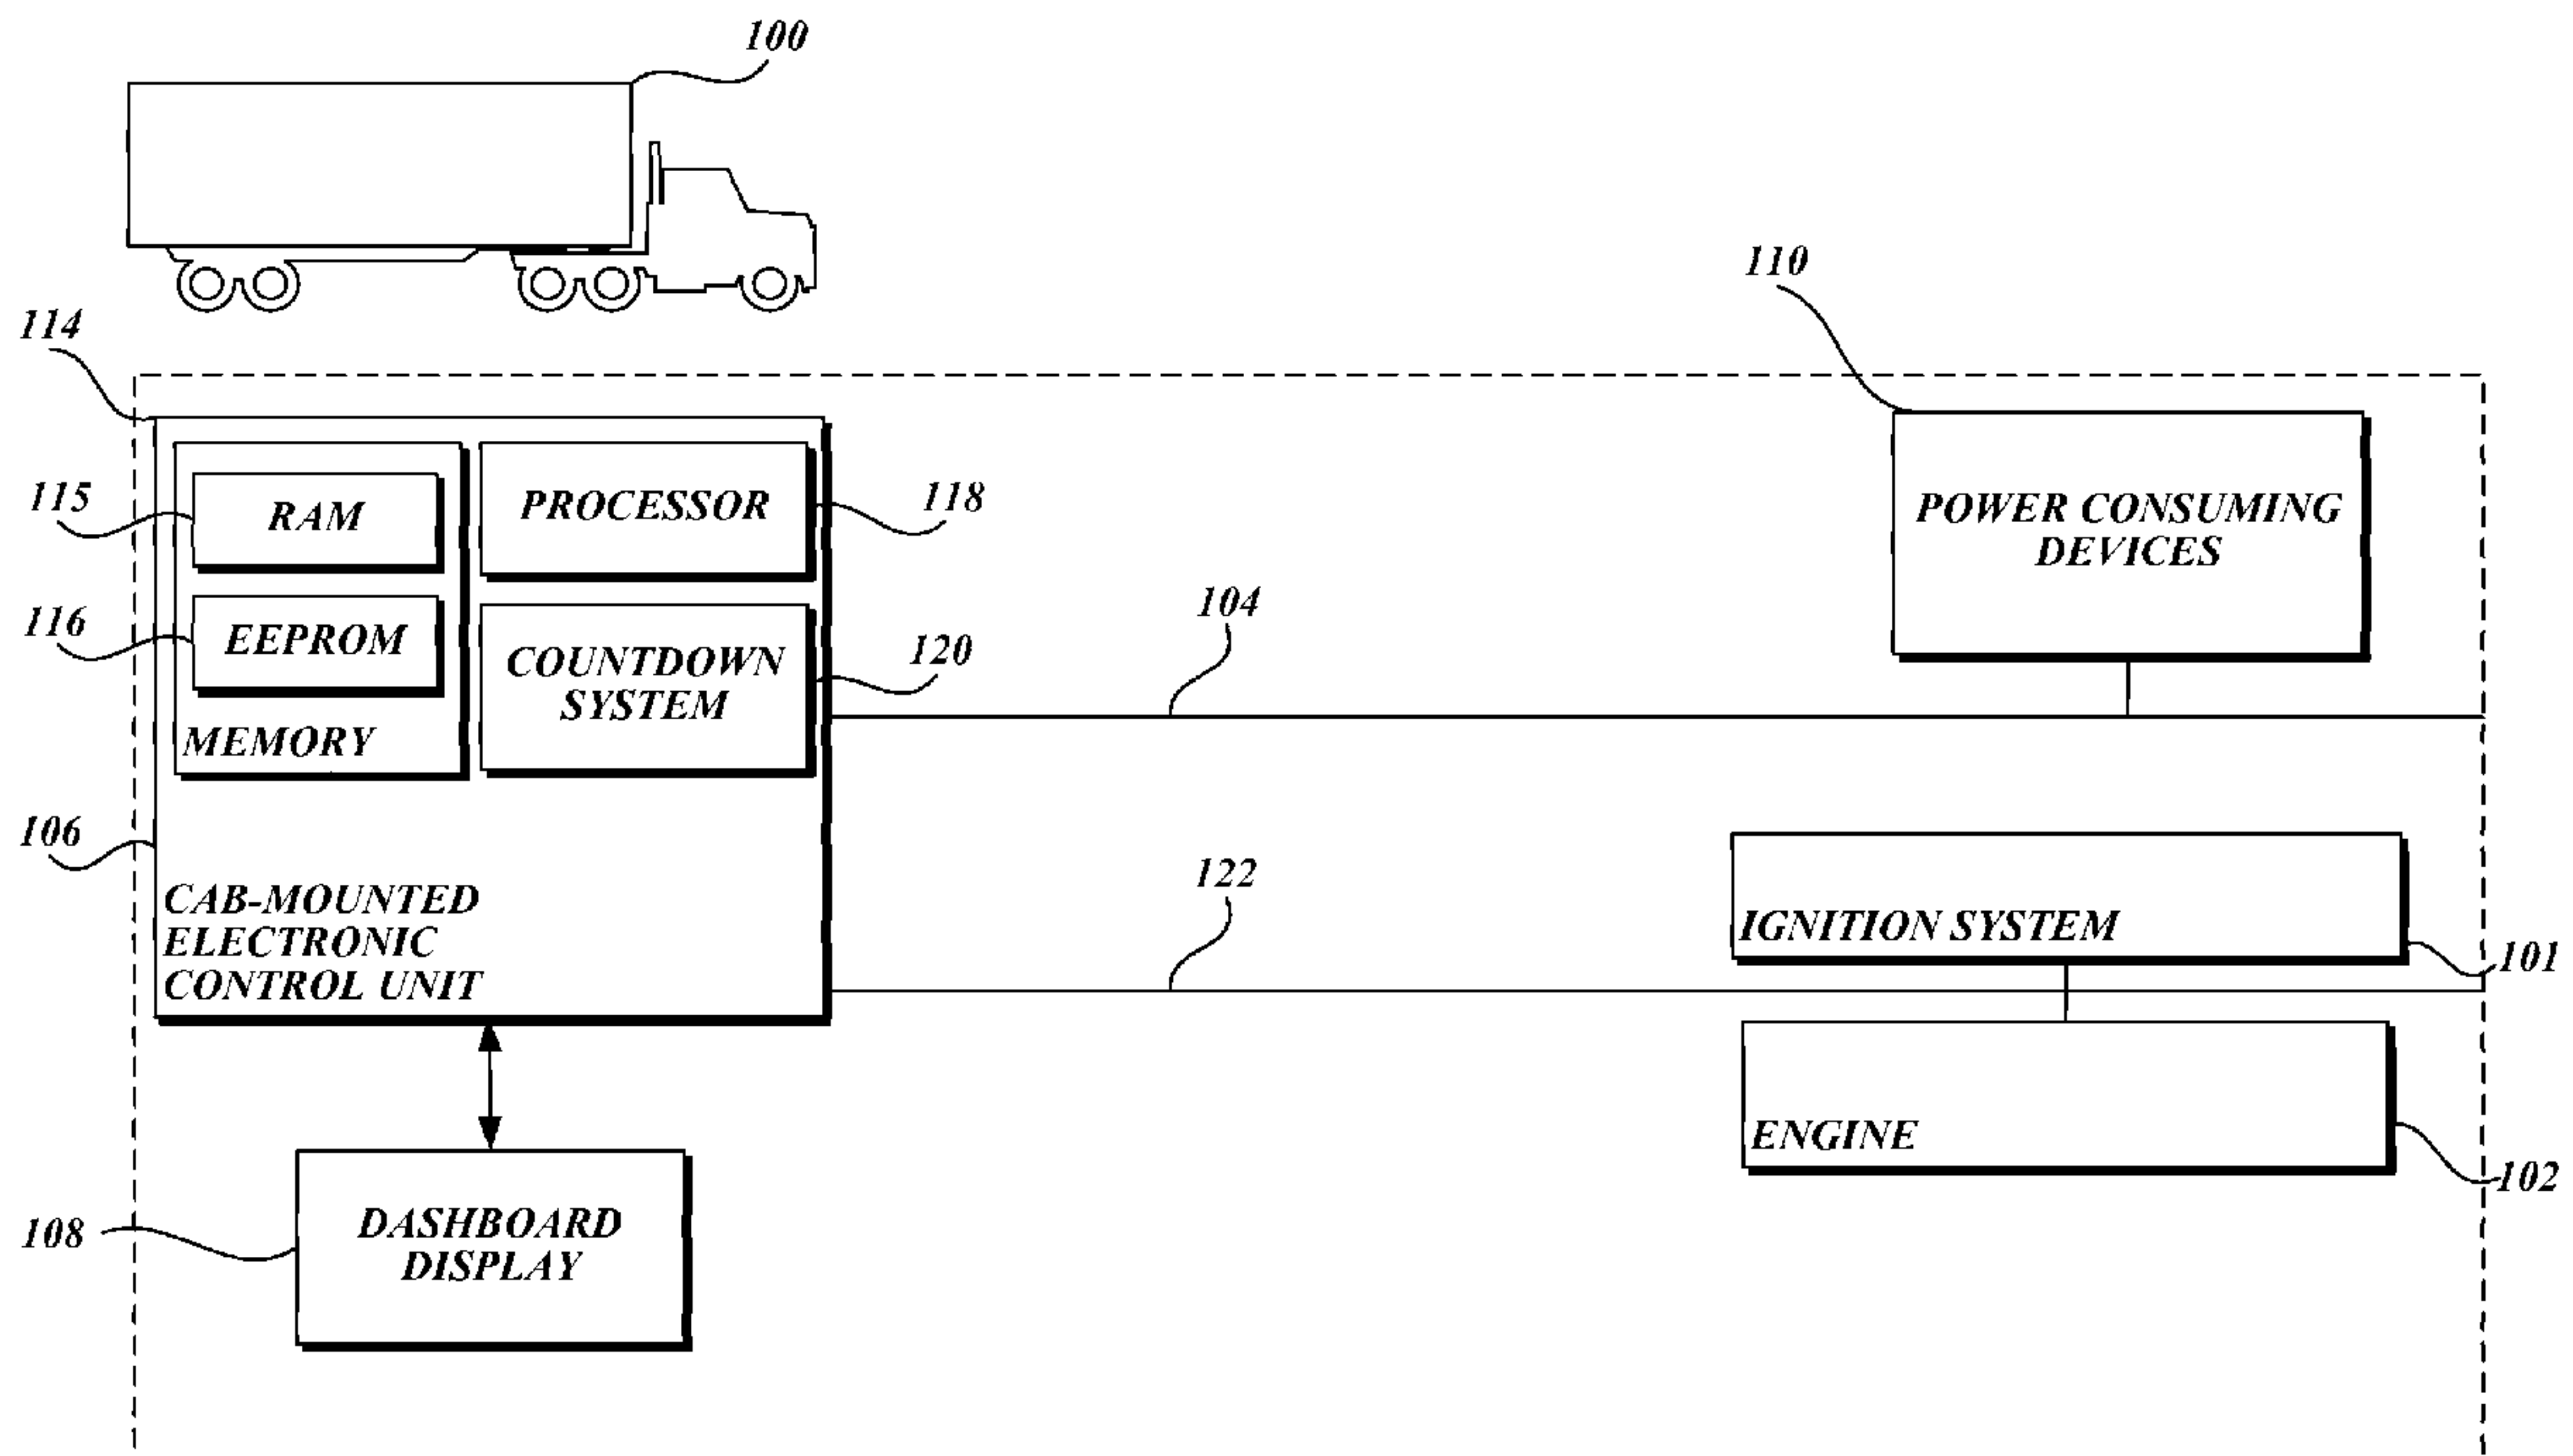 100
110
114
115
RAM
PROCESSOR
118
POWER CONSUMING
DEVICES
116
EEPROM
COUNTDOWN
SYSTEM
120
104
MEMORY
106
CAB-MOUNTED
ELECTRONIC
CONTROL UNIT
122
IGNITION SYSTEM
101
ENGINE
102
108
DASHBOARD
DISPLAY